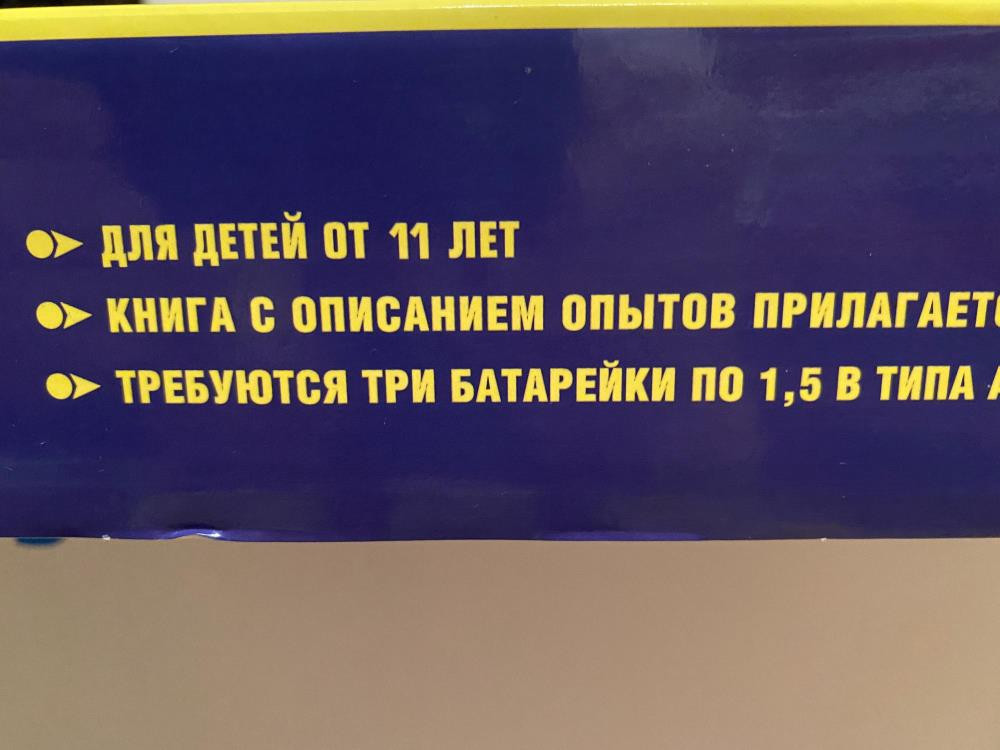 ДЛЯ ДЕТЕЙ ОТ 11 ЛЕТ
КНИГА С ОПИСАНИЕМ ОПЫТОВ
ТРЕБУЮТСЯ ТРИ БАТАРЕЙКИ ПО 1,5 В ТИПА